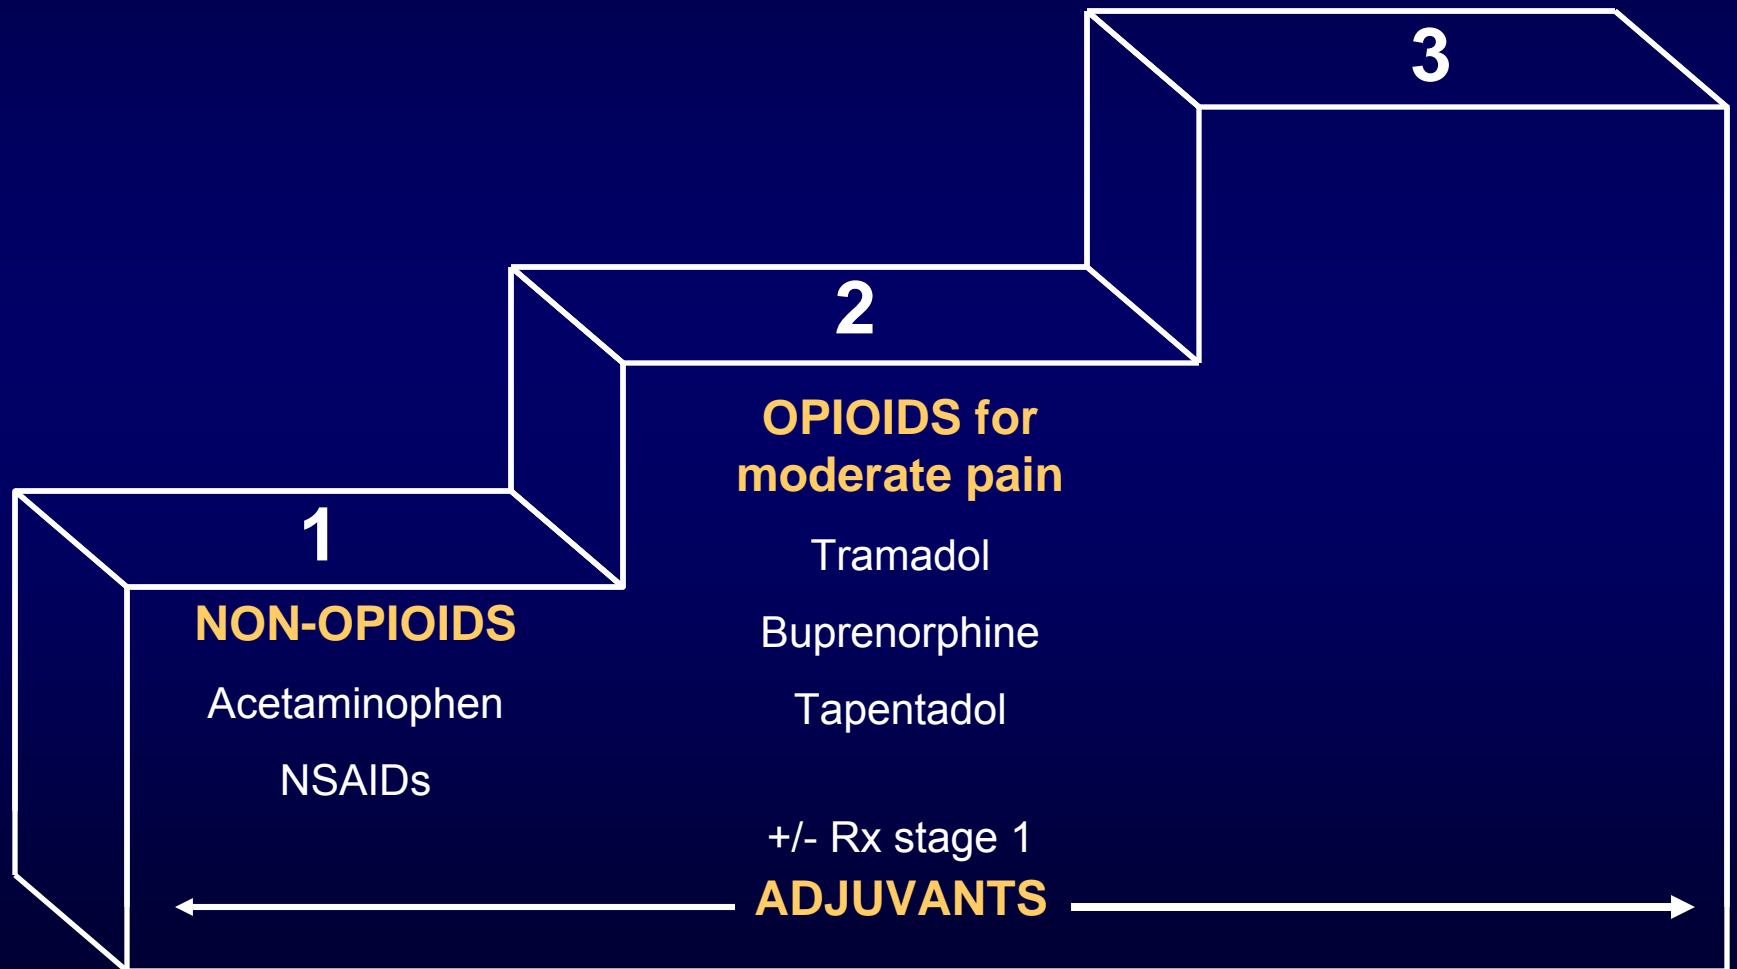 3
2
OPIOIDS for
moderate pain
Tramadol
Buprenorphine
Tapentadol
+/- Rx stage 1
1
NON-OPIOIDS
Acetaminophen
NSAIDs
ADJUVANTS